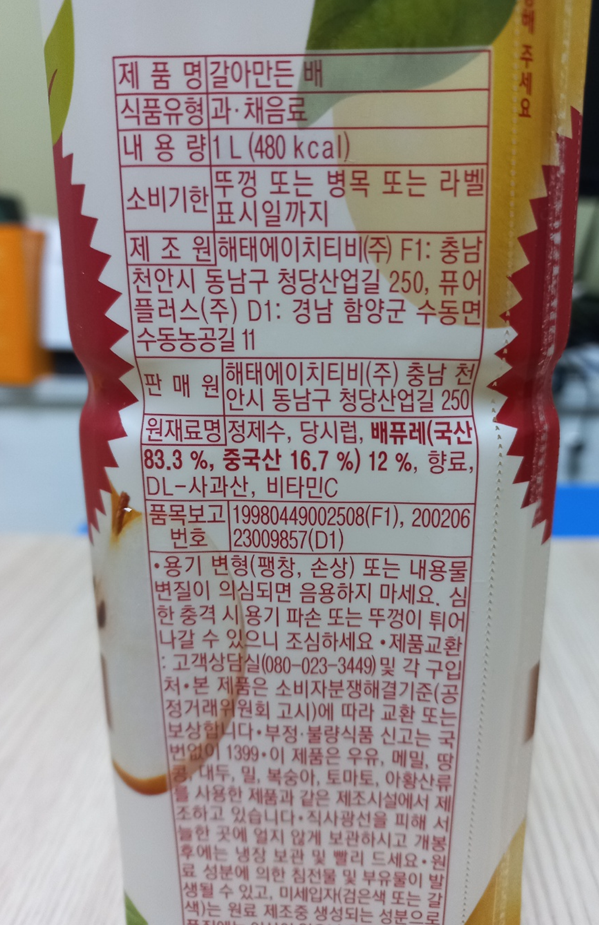 해 주세요
제 품 명 갈아만든 배
식품유형 과·채음료
내 용 량 1 L (480 kcal)
소비기한 뚜껑 또는 병목 또는 라벨
표시일까지
제 조 원 해태에이치티비(주) F1: 충남
천안시 동남구 청당산업길 250, 퓨어
플러스(주) D1: 경남 함양군 수동면
수동농공길 11
판 매 원 해태에이치티비(주) 충남 천
안시 동남구 청당산업길 250
원재료명 정제수, 당시럽, 배퓨레(국산
83.3 %, 중국산 16.7 %) 12 %, 향료,
DL-사과산, 비타민C
품목보고 19980449002508(F1), 200206
번호 23009857(D1)
•용기 변형(팽창, 손상) 또는 내용물
변질이 의심되면 음용하지 마세요. 심
한 충격 시 용기 파손 또는 뚜껑이 튀어
나갈 수 있으니 조심하세요 •제품교환
: 고객상담실(080-023-3449) 및 각 구입
처•본 제품은 소비자분쟁해결기준(공
정거래위원회 고시)에 따라 교환 또는
보상합니다•부정·불량식품 신고는 국
번없이 1399•이 제품은 우유, 메밀, 땅
콩, 대두, 밀, 복숭아, 토마토, 아황산류
를 사용한 제품과 같은 제조시설에서 제
조하고 있습니다•직사광선을 피해 서
늘한 곳에 얼지 않게 보관하시고 개봉
후에는 냉장 보관 및 빨리 드세요•원
료 성분에 의한 침전물 및 부유물이 발
생될 수 있고, 미세입자(검은색 또는 갈
색)는 원료 제조중 생성되는 성분으로